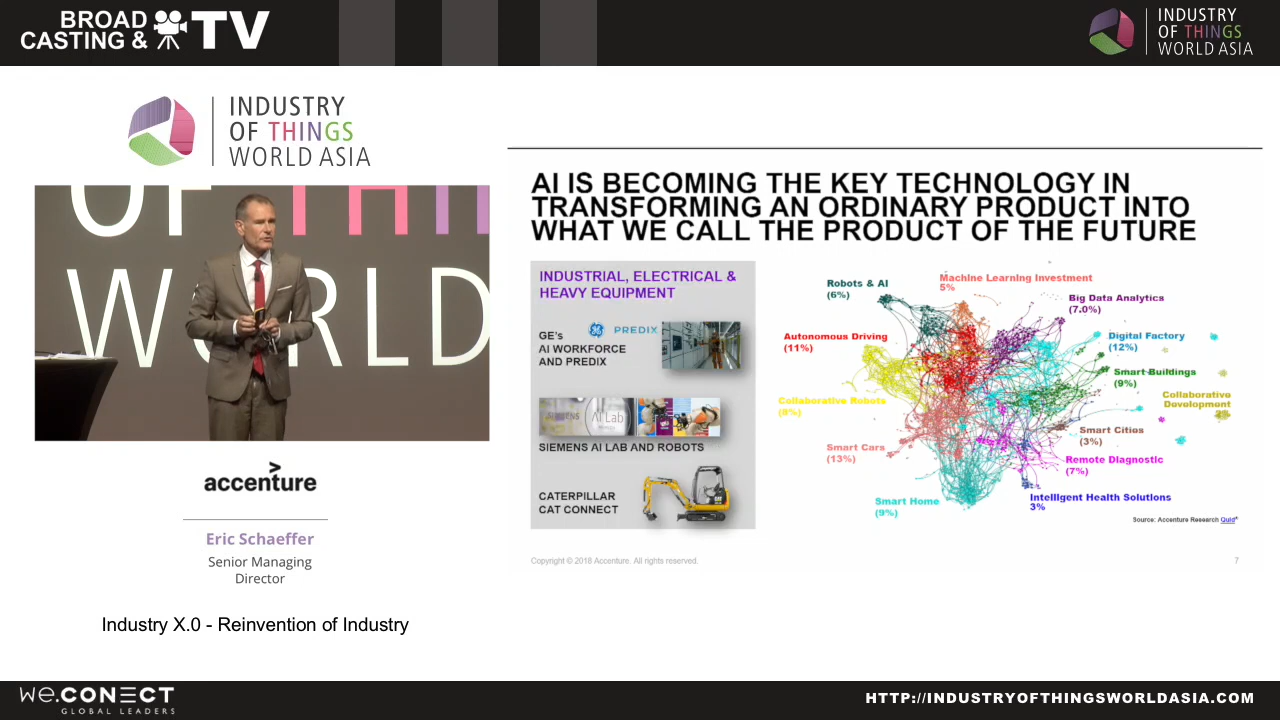 BROAD
CASTING &
TV
INDUSTRY
OF THINGS
WORLD ASIA
INDUSTRY
OF THINGS
WORLD ASIA
OF THIN
WORLD
accenture
Eric Schaeffer
Senior Managing
Director
Industry X.0 - Reinvention of Industry
AI IS BECOMING THE KEY TECHNOLOGY IN
TRANSFORMING AN ORDINARY PRODUCT INTO
WHAT WE CALL THE PRODUCT OF THE FUTURE
INDUSTRIAL, ELECTRICAL &
HEAVY EQUIPMENT
PREDIX
GE's
AI WORKFORCE
AND PREDIX
AI Lab
SIEMENS AI LAB AND ROBOTS
CATERPILLAR
CAT CONNECT
Robots & AI
(6%)
Machine Learning Investment
5%
Big Data Analytics
(7.0%)
Autonomous Driving
(11%)
Digital Factory
(12%)
Smart Buildings
(9%)
Collaborative Robots
(8%)
Collaborative
Development
Smart Cities
(3%)
Smart Cars
(13%)
Remote Diagnostic
(7%)
Smart Home
(9%)
Intelligent Health Solutions
3%
Source: Accenture Research Quid*
Copyright © 2018 Accenture. All rights reserved.
7
we.CONECT
GLOBAL LEADERS
HTTP://INDUSTRYOFTHINGSWORLDASIA.COM